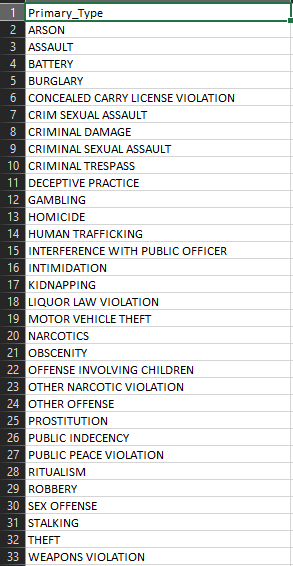 1 Primary_Type
2 ARSON
3 ASSAULT
4 BATTERY
5 BURGLARY
6 CONCEALED CARRY LICENSE VIOLATION
7 CRIM SEXUAL ASSAULT
8 CRIMINAL DAMAGE
9 CRIMINAL SEXUAL ASSAULT
10 CRIMINAL TRESPASS
11 DECEPTIVE PRACTICE
12 GAMBLING
13 HOMICIDE
14 HUMAN TRAFFICKING
15 INTERFERENCE WITH PUBLIC OFFICER
16 INTIMIDATION
17 KIDNAPPING
18 LIQUOR LAW VIOLATION
19 MOTOR VEHICLE THEFT
20 NARCOTICS
21 OBSCENITY
22 OFFENSE INVOLVING CHILDREN
23 OTHER NARCOTIC VIOLATION
24 OTHER OFFENSE
25 PROSTITUTION
26 PUBLIC INDECENCY
27 PUBLIC PEACE VIOLATION
28 RITUALISM
29 ROBBERY
30 SEX OFFENSE
31 STALKING
32 THEFT
33 WEAPONS VIOLATION